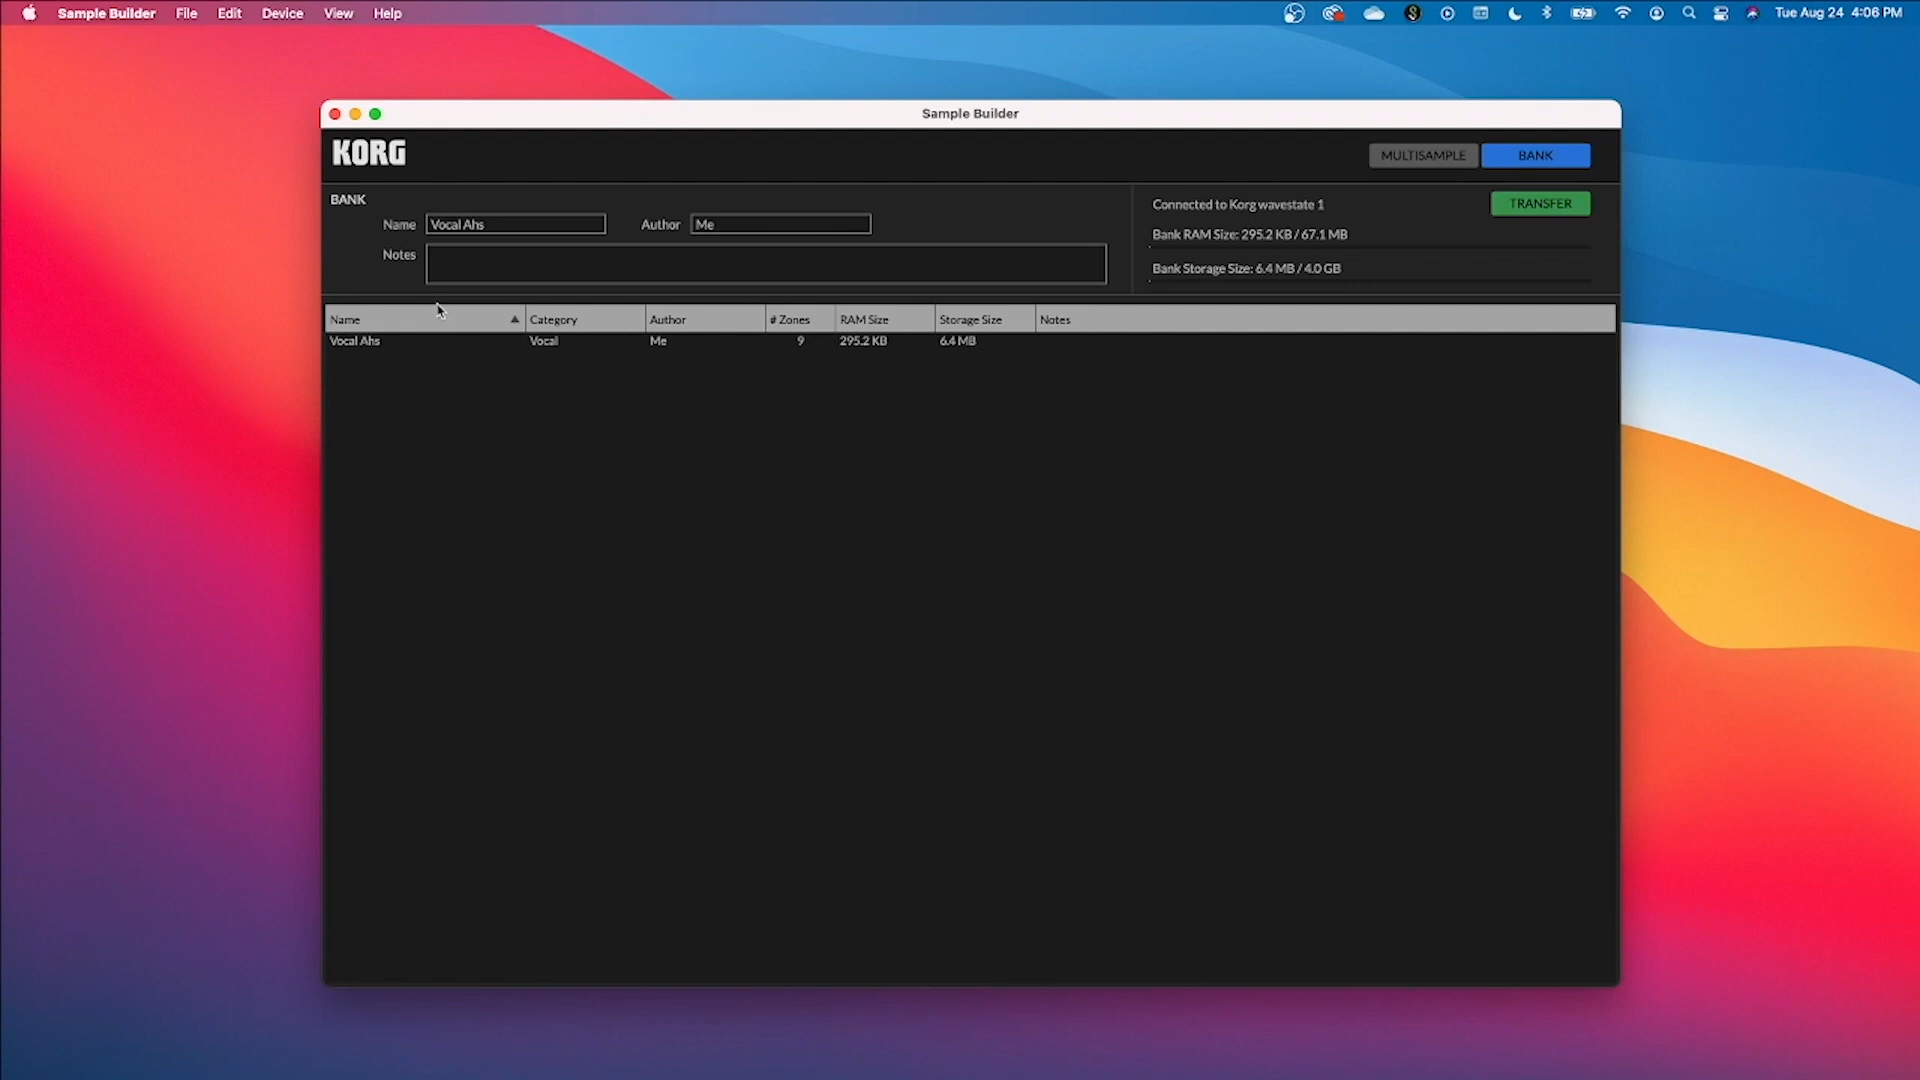 Sample Builder File Edit Device View Help
Tue Aug 24 4:06 PM
Sample Builder
KORG
MULTISAMPLE BANK
BANK
Name Vocal Ahs Author Me
Notes
Connected to Korg wavestate 1 TRANSFER
Bank RAM Size: 295.2 KB / 67.1 MB
Bank Storage Size: 6.4 MB / 4.0 GB
Name Category Author # Zones RAM Size Storage Size Notes
Vocal Ahs Vocal Me 9 295.2 KB 6.4 MB